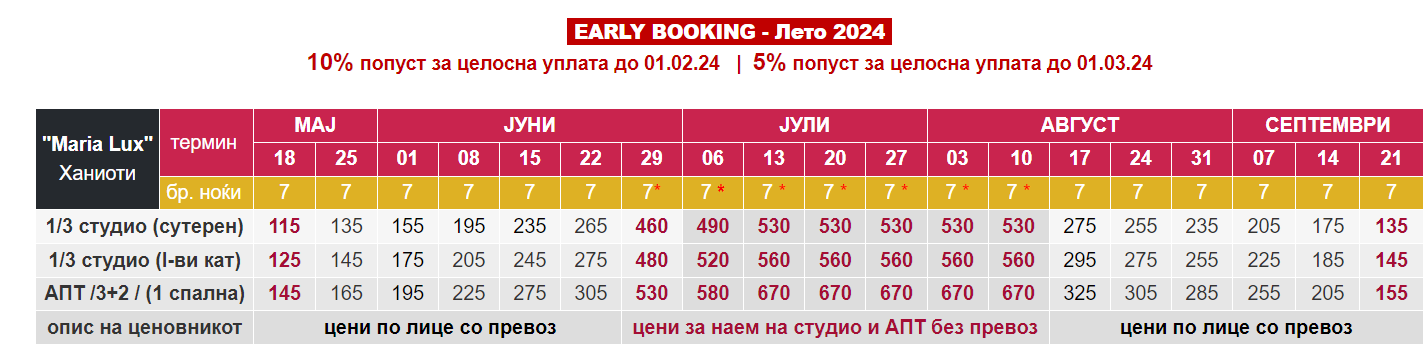 EARLY BOOKING - Лето 2024
10% попуст за целосна уплата до 01.02.24 | 5% попуст за целосна уплата до 01.03.24
"Maria Lux" Ханиоти термин МАЈ ЈУНИ ЈУЛИ АВГУСТ СЕПТЕМВРИ
18 25 01 08 15 22 29 06 13 20 27 03 10 17 24 31 07 14 21
бр. ноќи 7 7 7 7 7 7 7* 7 * 7 * 7 * 7 * 7 * 7 * 7 7 7 7 7 7
1/3 студио (сутерен) 115 135 155 195 235 265 460 490 530 530 530 530 530 275 255 235 205 175 135
1/3 студио (I-ви кат) 125 145 175 205 245 275 480 520 560 560 560 560 560 295 275 255 225 185 145
АПТ /3+2 / (1 спална) 145 165 195 225 275 305 530 580 670 670 670 670 670 325 305 285 255 205 155
опис на ценовникот цени по лице со превоз цени за наем на студио и АПТ без превоз цени по лице со превоз